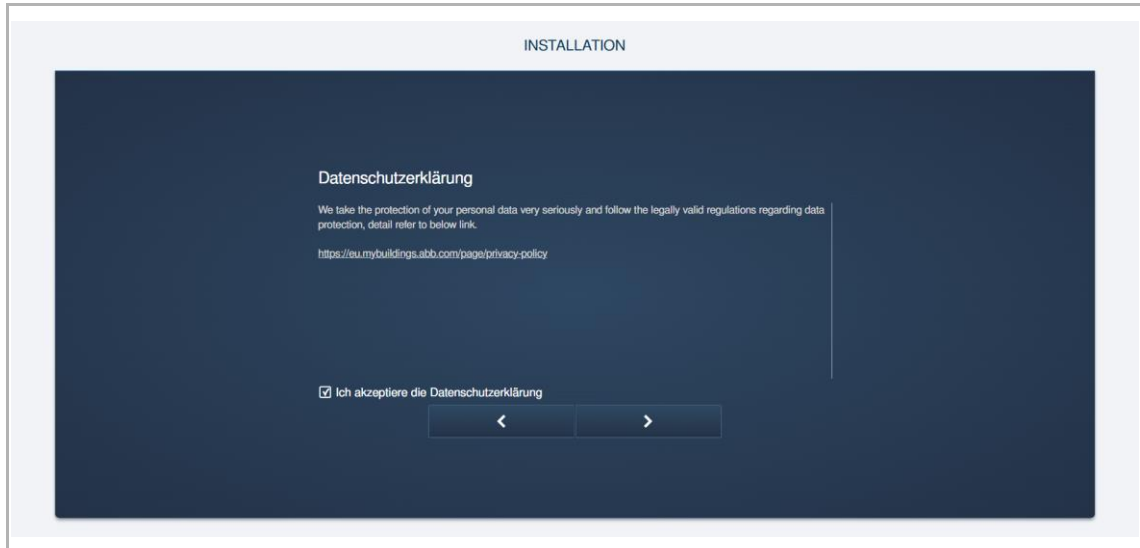 INSTALLATION
Datenschutzerklärung
We take the protection of your personal data very seriously and follow the legally valid regulations regarding data
protection, detail refer to below link.
https://eu.mybuildings.abb.com/page/privacy-policy
Ich akzeptiere die Datenschutzerklärung